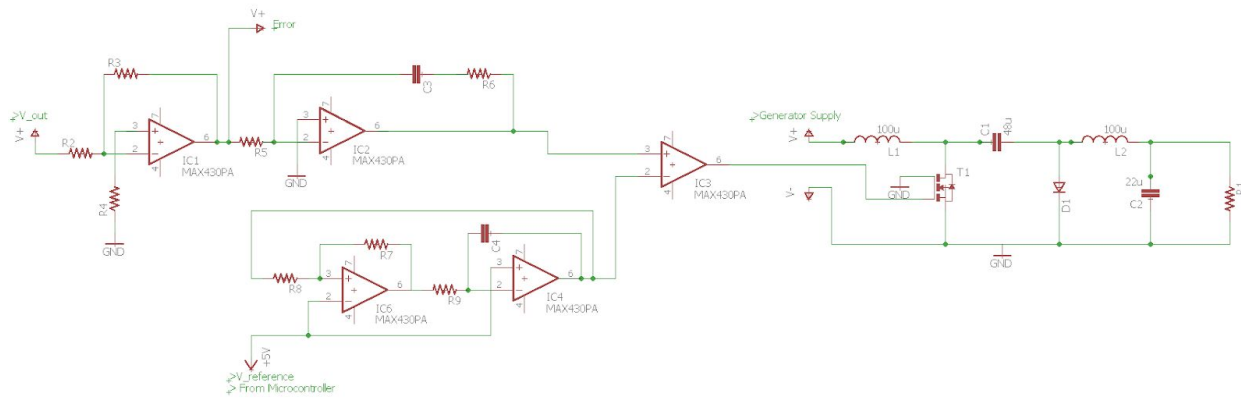 V+
>Error
R3
C3
R6
>V_out
V+
R2
3
2
7
6
4
IC1
MAX430PA
R4
GND
R5
3
2
7
6
4
IC2
MAX430PA
GND
3
2
7
6
4
IC3
MAX430PA
R7
R8
3
2
7
6
4
IC6
MAX430PA
C4
R9
3
2
7
6
4
IC4
MAX430PA
+5V
>V_reference
> From Microcontroller
>Generator Supply
V+
100u
L1
C1
48u
100u
L2
V-
GND
T1
D1
22u
C2
GND